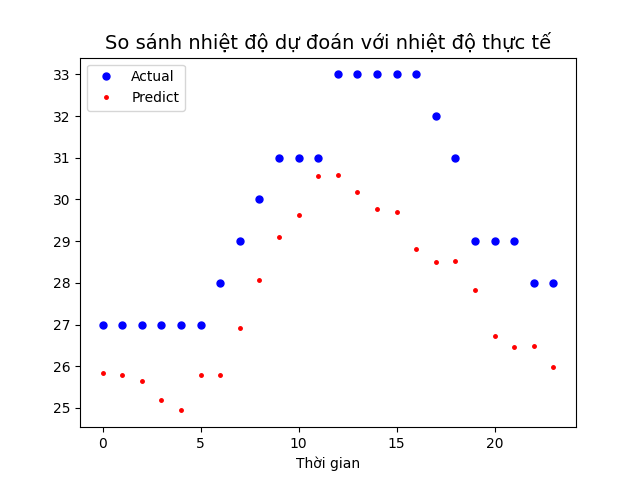 So sánh nhiệt độ dự đoán với nhiệt độ thực tế
Actual
Predict
33
32
31
30
29
28
27
26
25
0 5 10 15 20
Thời gian